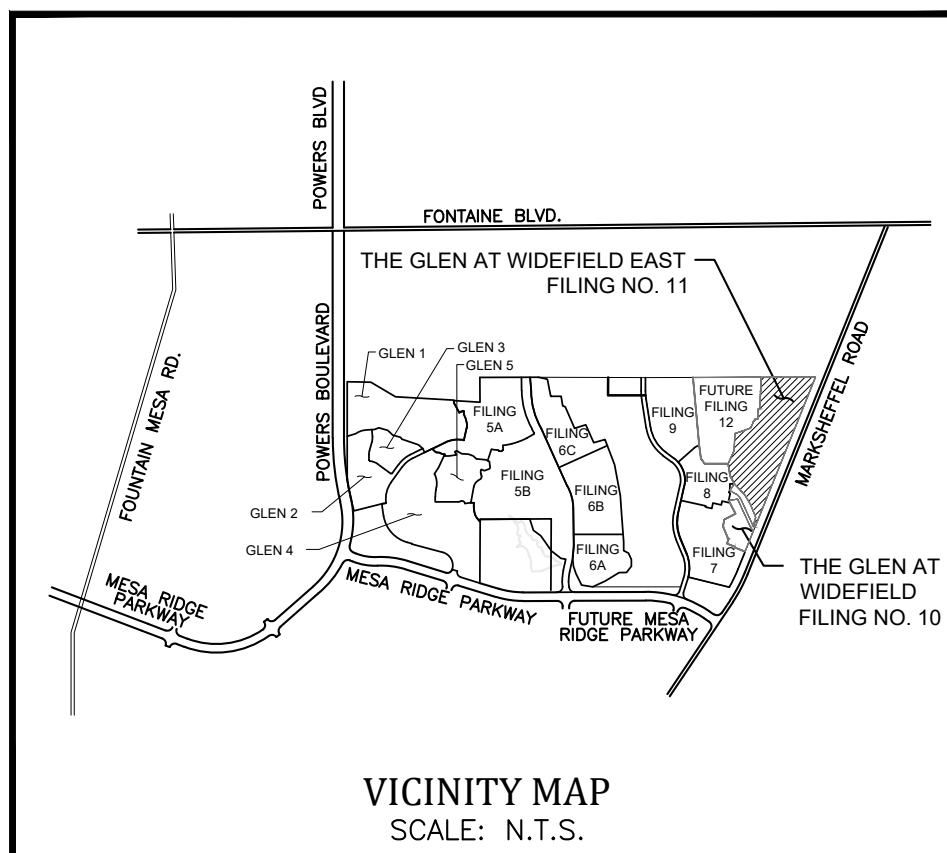 POWERS BLVD
FONTAINE BLVD.
THE GLEN AT WIDEFIELD EAST
FILING NO. 11
FOUNTAIN MESA RD.
POWERS BOULEVARD
MARKSHEFFEL ROAD
GLEN 1
GLEN 3
GLEN 5
FILING
5A
FILING
6C
FILING
9
FUTURE
FILING
12
GLEN 2
GLEN 4
FILING
5B
FILING
6B
FILING
8
FILING
6A
FILING
7
THE GLEN AT
WIDEFIELD
FILING NO. 10
MESA RIDGE
PARKWAY
MESA RIDGE PARKWAY
FUTURE MESA
RIDGE PARKWAY
VICINITY MAP
SCALE: N.T.S.